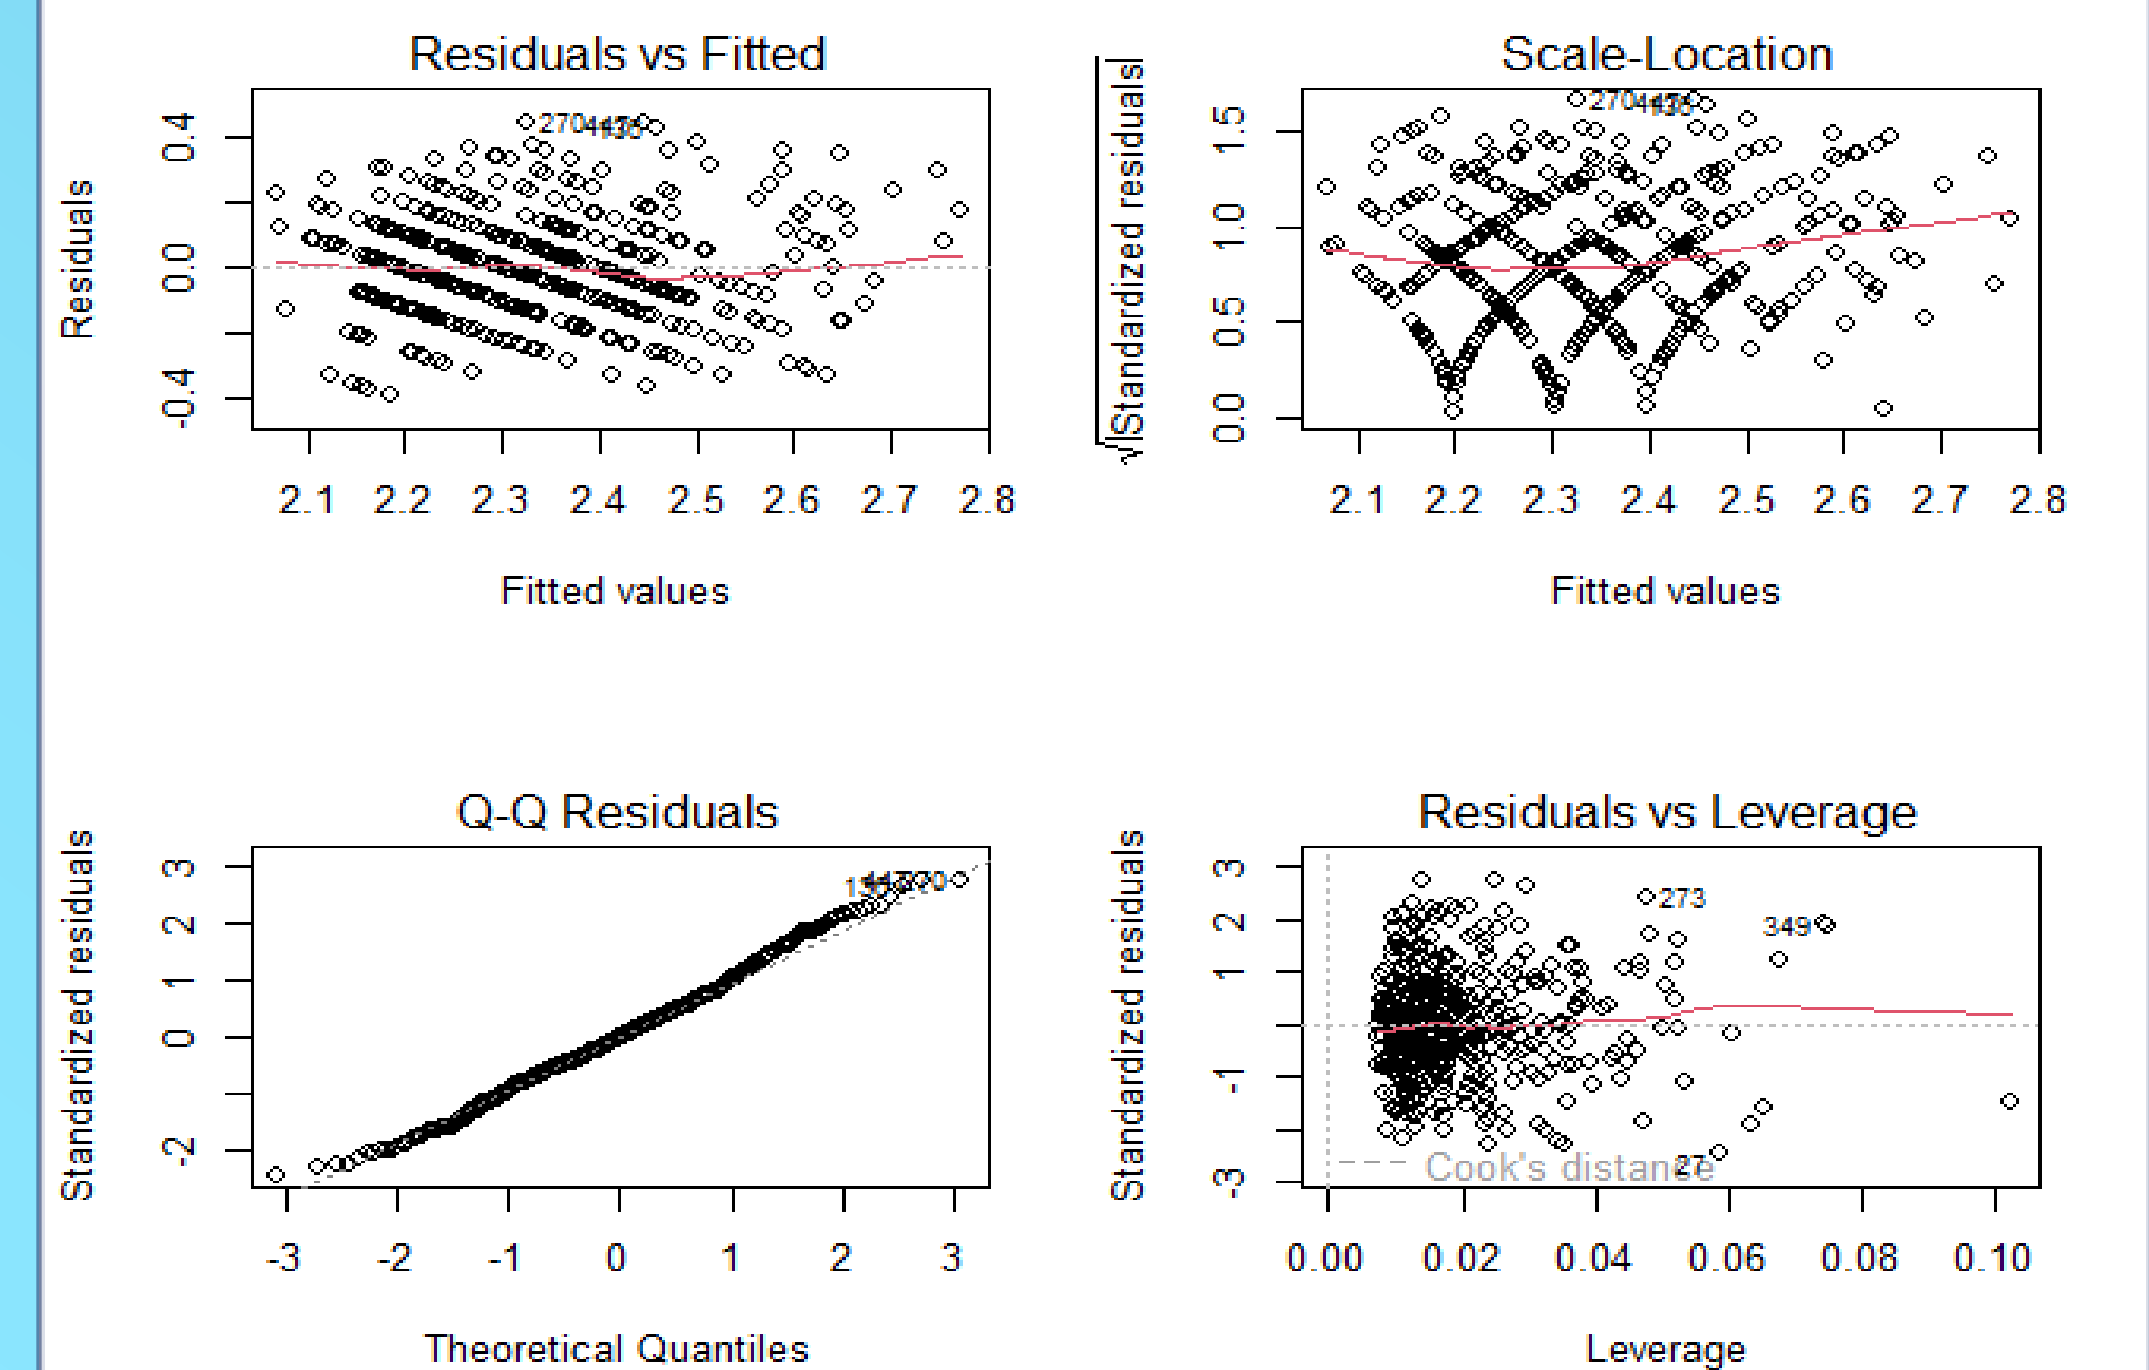 Residuals vs Fitted
Residuals
0.4
0.0
-0.4
270
2.1 2.2 2.3 2.4 2.5 2.6 2.7 2.8
Fitted values
Scale-Location
√|Standardized residuals|
1.5
1.0
0.5
0.0
270
2.1 2.2 2.3 2.4 2.5 2.6 2.7 2.8
Fitted values
Q-Q Residuals
Standardized residuals
3
2
1
0
-2
-3 -2 -1 0 1 2 3
Theoretical Quantiles
Residuals vs Leverage
Standardized residuals
3
2
1
-1
-3
273
349
27
Cook's distance
0.00 0.02 0.04 0.06 0.08 0.10
Leverage